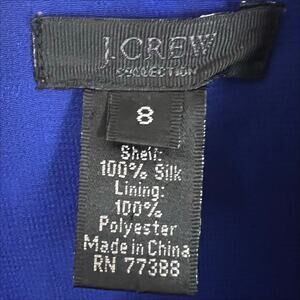 J.CREW
COLLECTION
8
Shell:
100% Silk
Lining:
100%
Polyester
Made in China
RN 77388